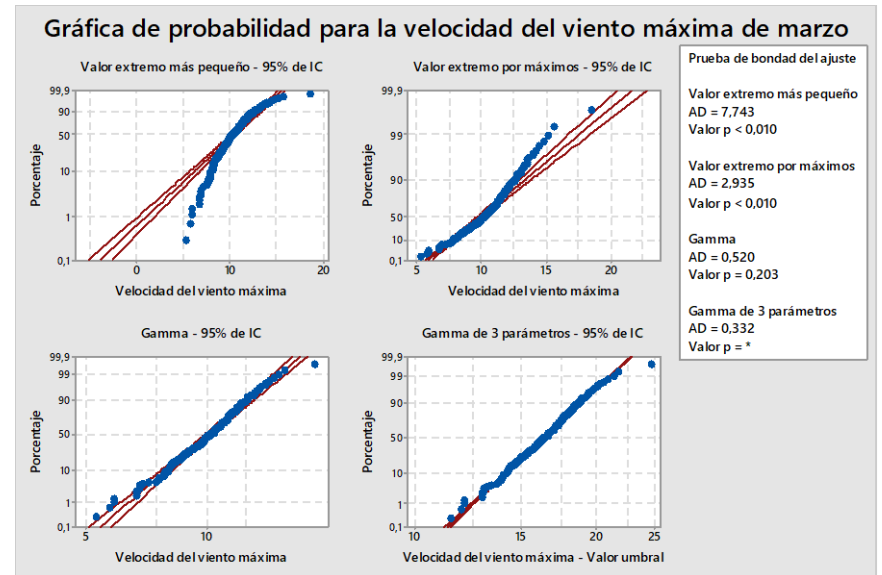 Gráfica de probabilidad para la velocidad del viento máxima de marzo
Valor extremo más pequeño - 95% de IC
99,9
90
50
10
1
0,1
Porcentaje
0 10 20
Velocidad del viento máxima
Valor extremo por máximos - 95% de IC
99,9
99
90
50
10
0,1
Porcentaje
5 10 15 20
Velocidad del viento máxima
Prueba de bondad del ajuste
Valor extremo más pequeño
AD = 7,743
Valor p < 0,010
Valor extremo por máximos
AD = 2,935
Valor p < 0,010
Gamma
AD = 0,520
Valor p = 0,203
Gamma de 3 parámetros
AD = 0,332
Valor p = *
Gamma - 95% de IC
99,9
99
90
50
10
1
0,1
Porcentaje
5 10
Velocidad del viento máxima
Gamma de 3 parámetros - 95% de IC
99,9
99
90
50
10
1
0,1
Porcentaje
10 15 20 25
Velocidad del viento máxima - Valor umbral